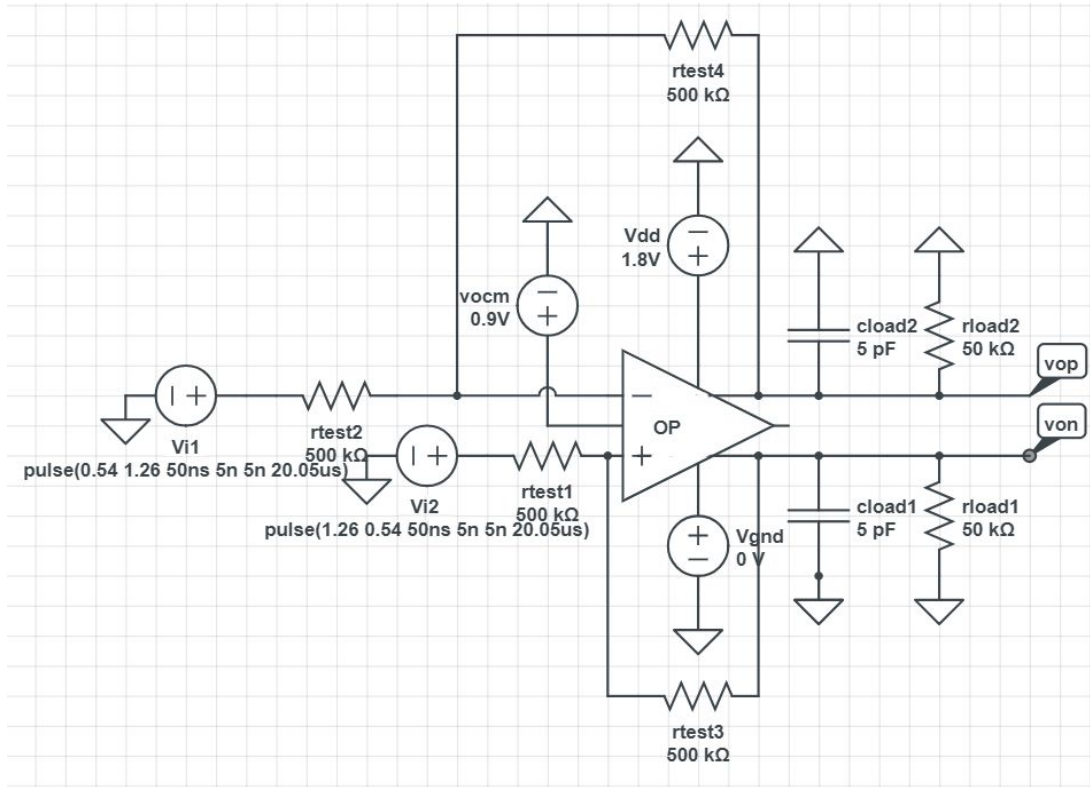 rtest4
500 kΩ
Vdd
1.8V
vocm
0.9V
cload2
5 pF
rload2
50 kΩ
vop
Vi1
pulse(0.54 1.26 50ns 5n 5n 20.05us)
rtest2
500 kΩ
OP
von
Vi2
pulse(1.26 0.54 50ns 5n 5n 20.05us)
rtest1
500 kΩ
Vgnd
0 V
cload1
5 pF
rload1
50 kΩ
rtest3
500 kΩ